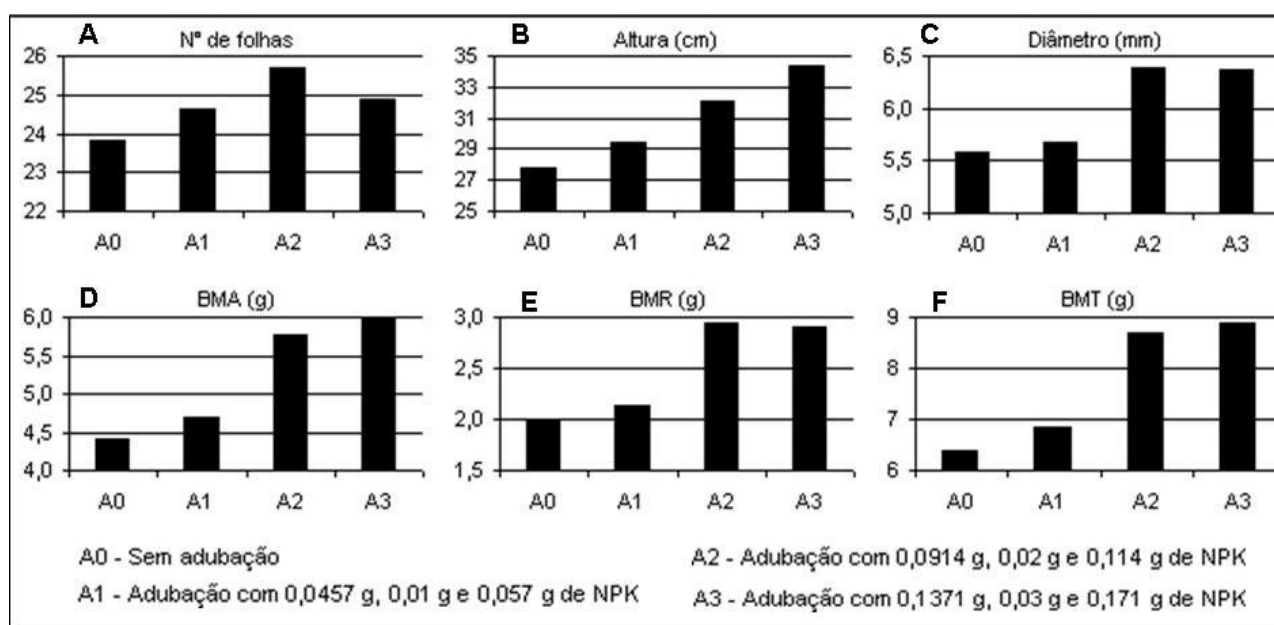 A
Nº de folhas
26
25
24
23
22
A0 A1 A2 A3
B
Altura (cm)
35
33
31
29
27
25
A0 A1 A2 A3
C
Diâmetro (mm)
6,5
6,0
5,5
5,0
A0 A1 A2 A3
D
BMA (g)
6,0
5,5
5,0
4,5
4,0
A0 A1 A2 A3
E
BMR (g)
3,0
2,5
2,0
1,5
A0 A1 A2 A3
F
BMT (g)
9
8
7
6
A0 A1 A2 A3
A0 - Sem adubação
A1 - Adubação com 0,0457 g, 0,01 g e 0,057 g de NPK
A2 - Adubação com 0,0914 g, 0,02 g e 0,114 g de NPK
A3 - Adubação com 0,1371 g, 0,03 g e 0,171 g de NPK